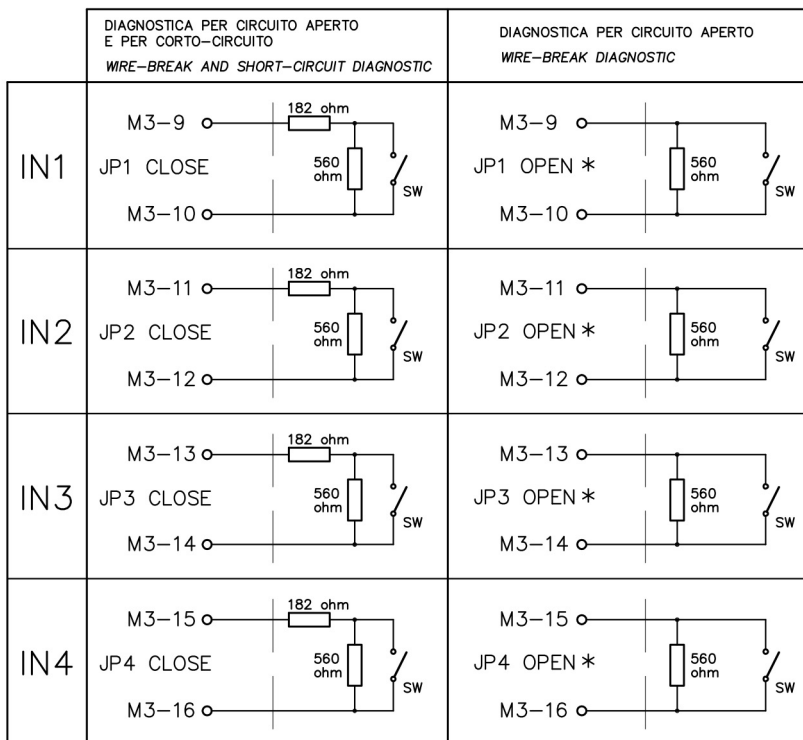 DIAGNOSTICA PER CIRCUITO APERTO
E PER CORTO-CIRCUITO
WIRE-BREAK AND SHORT-CIRCUIT DIAGNOSTIC
DIAGNOSTICA PER CIRCUITO APERTO
WIRE-BREAK DIAGNOSTIC
IN1
182 ohm
M3-9
JP1 CLOSE
560
ohm
SW
M3-10
M3-9
JP1 OPEN *
560
ohm
SW
M3-10
IN2
182 ohm
M3-11
JP2 CLOSE
560
ohm
SW
M3-12
M3-11
JP2 OPEN *
560
ohm
SW
M3-12
IN3
182 ohm
M3-13
JP3 CLOSE
560
ohm
SW
M3-14
M3-13
JP3 OPEN *
560
ohm
SW
M3-14
IN4
182 ohm
M3-15
JP4 CLOSE
560
ohm
SW
M3-16
M3-15
JP4 OPEN *
560
ohm
SW
M3-16